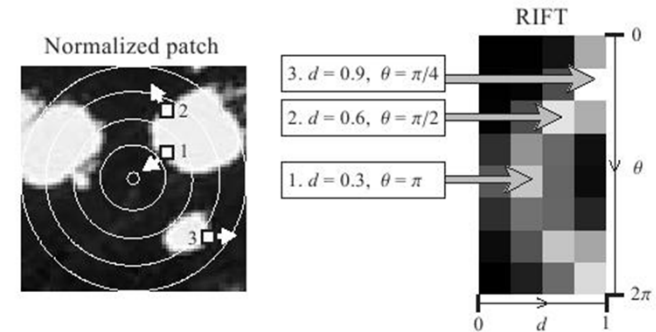 RIFT
Normalized patch
0
3. d = 0.9, θ = π/4
2. d = 0.6, θ = π/2
1. d = 0.3, θ = π
2
1
3
θ
2π
0
d
1